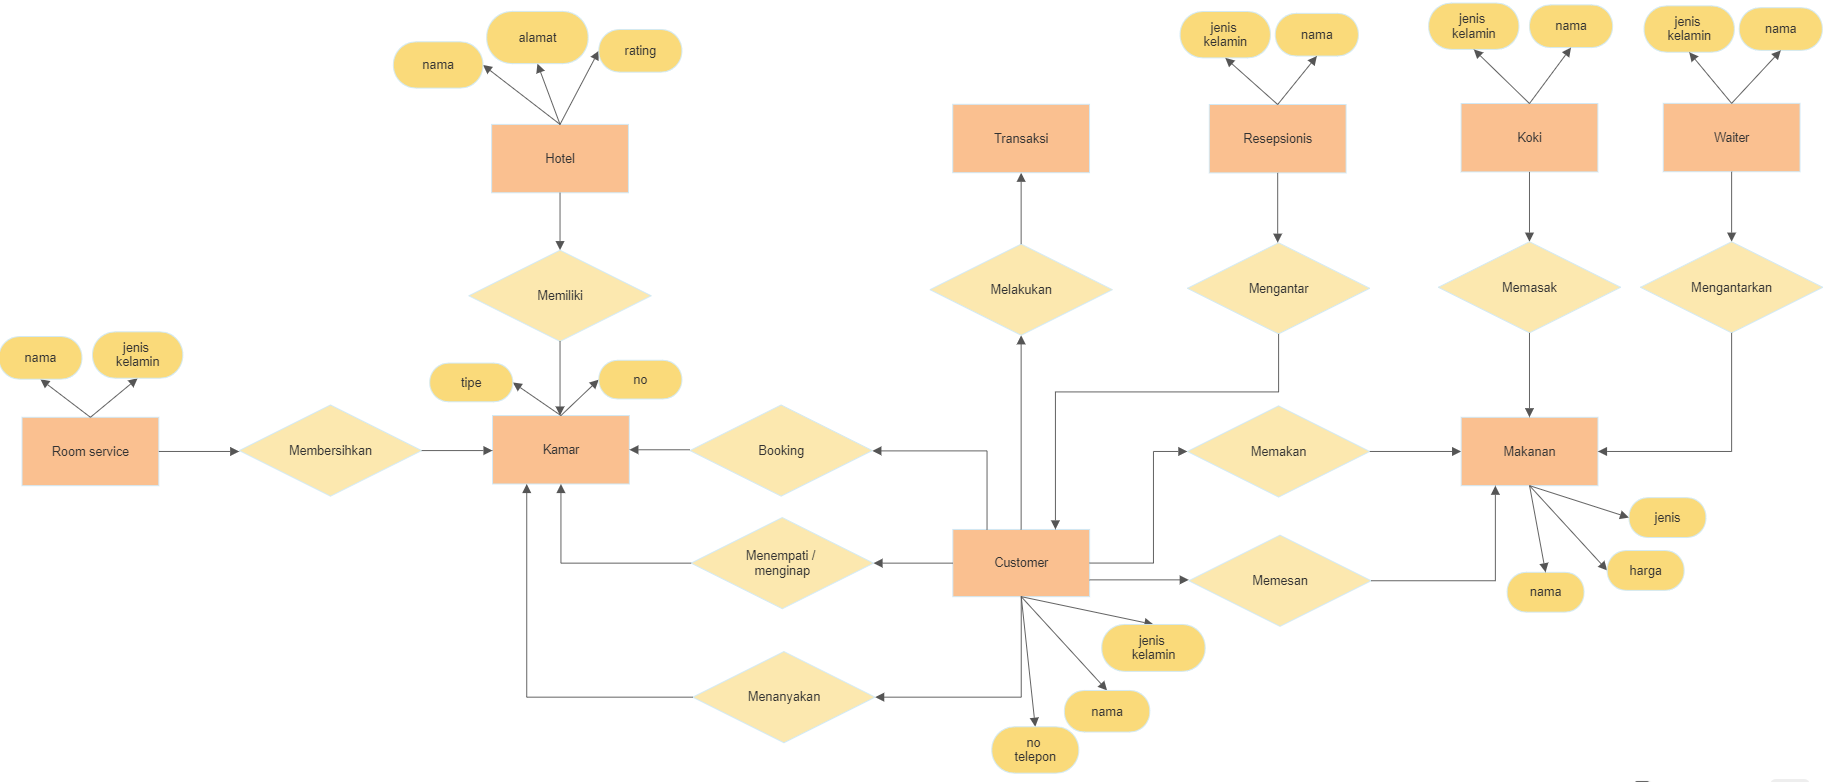 jenis
kelamin
nama
jenis
kelamin
nama
jenis
kelamin
nama
nama
alamat
rating
Hotel
Transaksi
Resepsionis
Koki
Waiter
Memiliki
Melakukan
Mengantar
Memasak
Mengantarkan
nama
jenis
kelamin
tipe
no
Room service
Membersihkan
Kamar
Booking
Memakan
Makanan
Menempati /
menginap
Customer
Memesan
jenis
harga
nama
Menanyakan
jenis
kelamin
nama
no
telepon